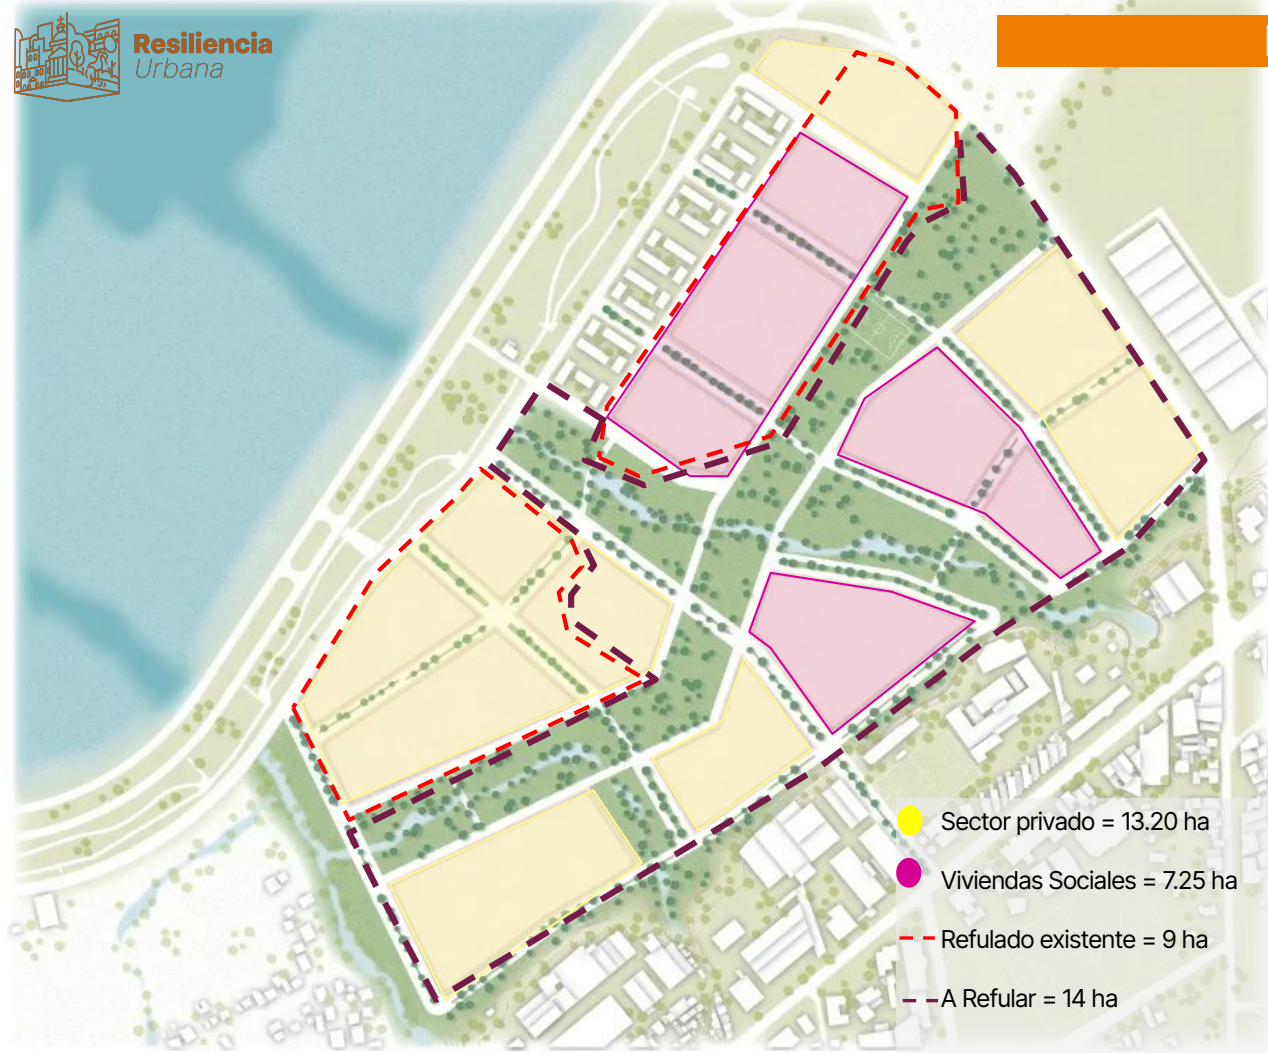 Resiliencia
Urbana
Sector privado = 13.20 ha
Viviendas Sociales = 7.25 ha
Refulado existente = 9 ha
A Refular = 14 ha